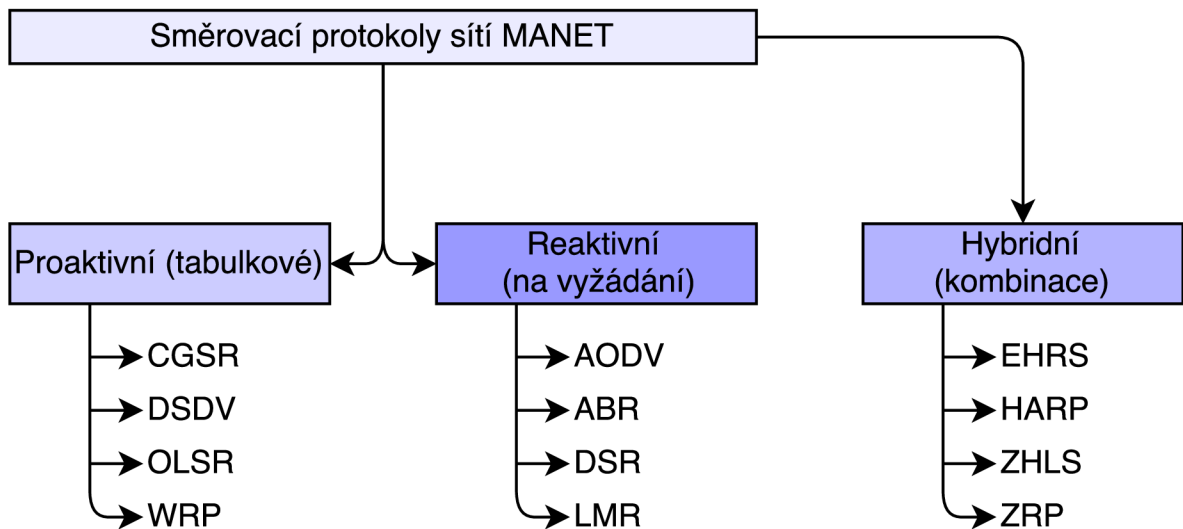 Směrovací protokoly sítí MANET
Proaktivní (tabulkové)
CGSR
DSDV
OLSR
WRP
Reaktivní
(na vyžádání)
AODV
ABR
DSR
LMR
Hybridní
(kombinace)
EHRS
HARP
ZHLS
ZRP